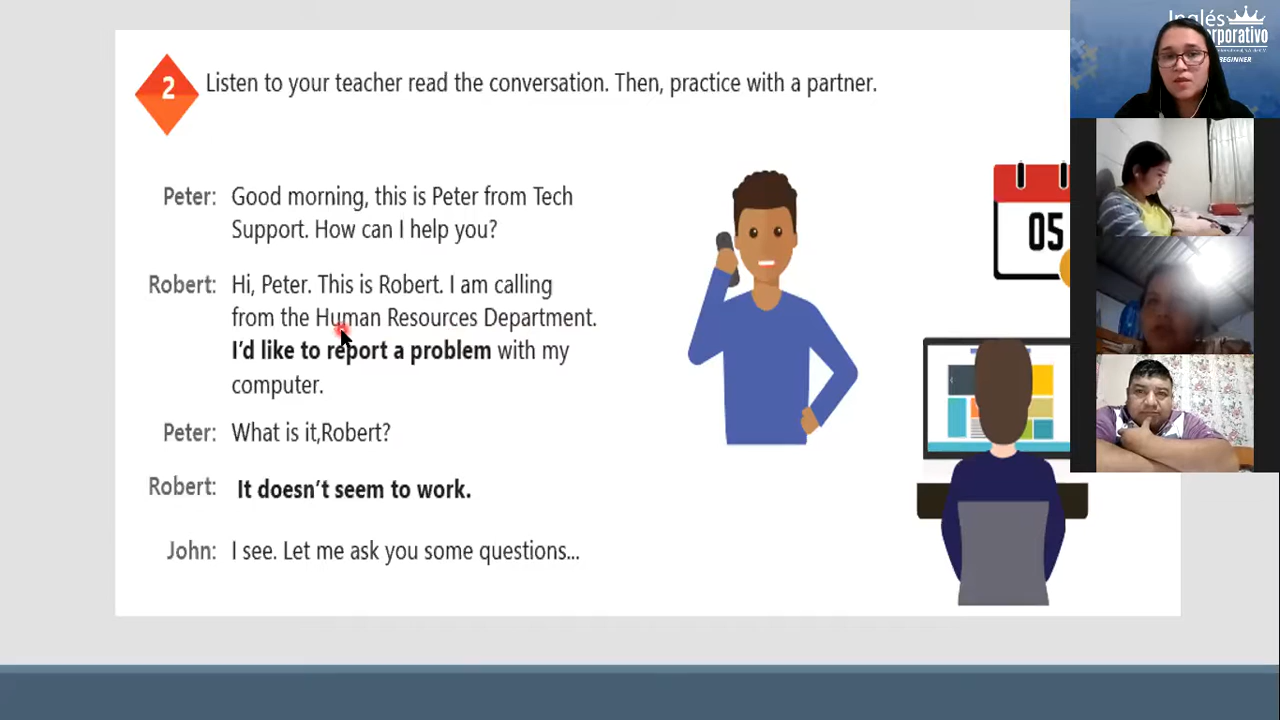 Inglés
orporativo
BEGINNER
2
Listen to your teacher read the conversation. Then, practice with a partner.
Peter: Good morning, this is Peter from Tech
Support. How can I help you?
05
Robert: Hi, Peter. This is Robert. I am calling
from the Human Resources Department.
I'd like to report a problem with my
computer.
Peter: What is it,Robert?
Robert: It doesn't seem to work.
John: I see. Let me ask you some questions...